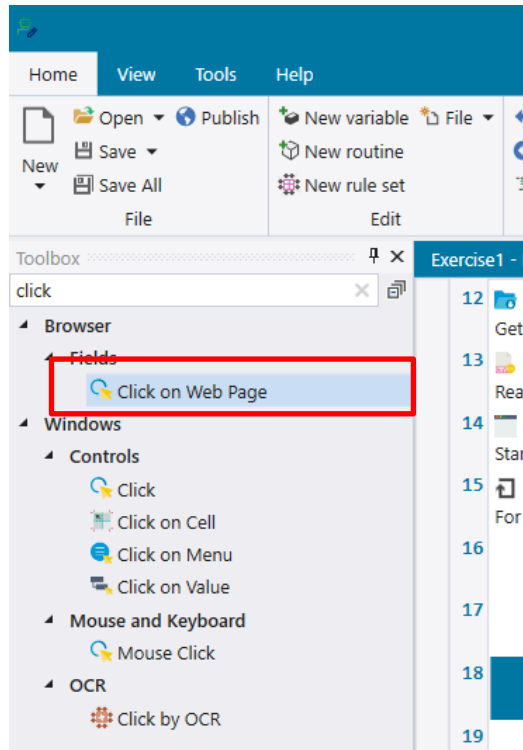 Home View Tools Help
Open Publish New variable File
Save New routine
New
Save All New rule set
File Edit
Toolbox Exercise1 -
click
12
Browser
Get
Fields
13
Click on Web Page
Rea
Windows
14
Controls
Star
Click
15
Click on Cell
For
Click on Menu
16
Click on Value
17
Mouse and Keyboard
Mouse Click
18
OCR
Click by OCR
19